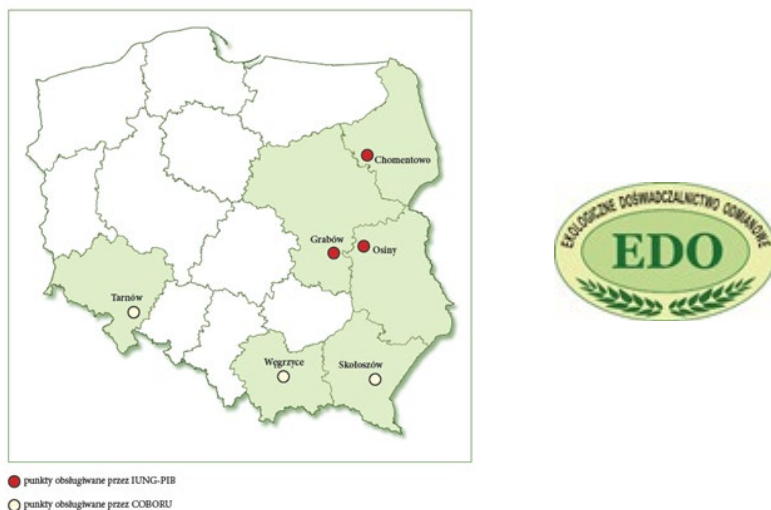 Chomentowo
Grabów
Osiny
Tarnów
Węgrzyce
Skołoszów
EKOLOGICZNE DOŚWIADCZALNICTWO ODMIANOWE
EDO
punkty obsługiwane przez IUNG-PIB
punkty obsługiwane przez COBORU